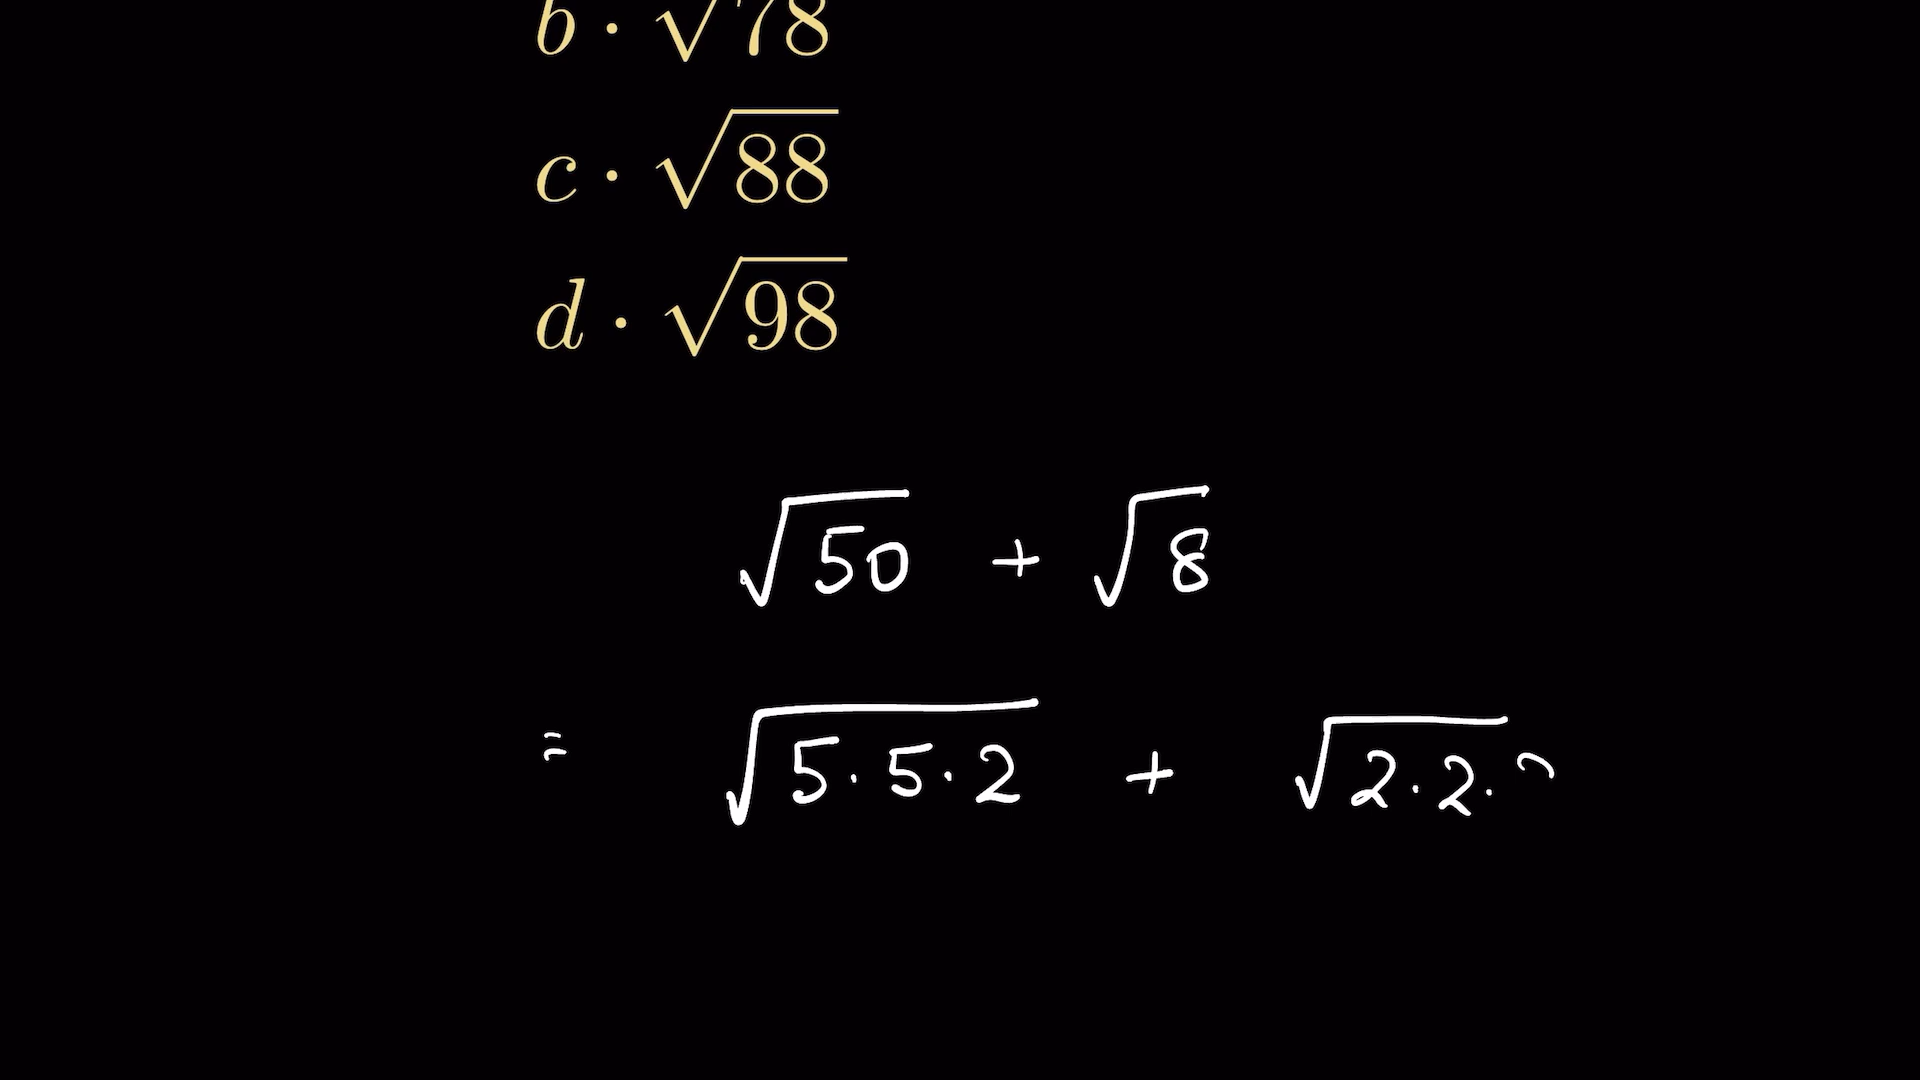 b · √78
c · √88
d · √98
√50 + √8
= √5·5·2 + √2·2·